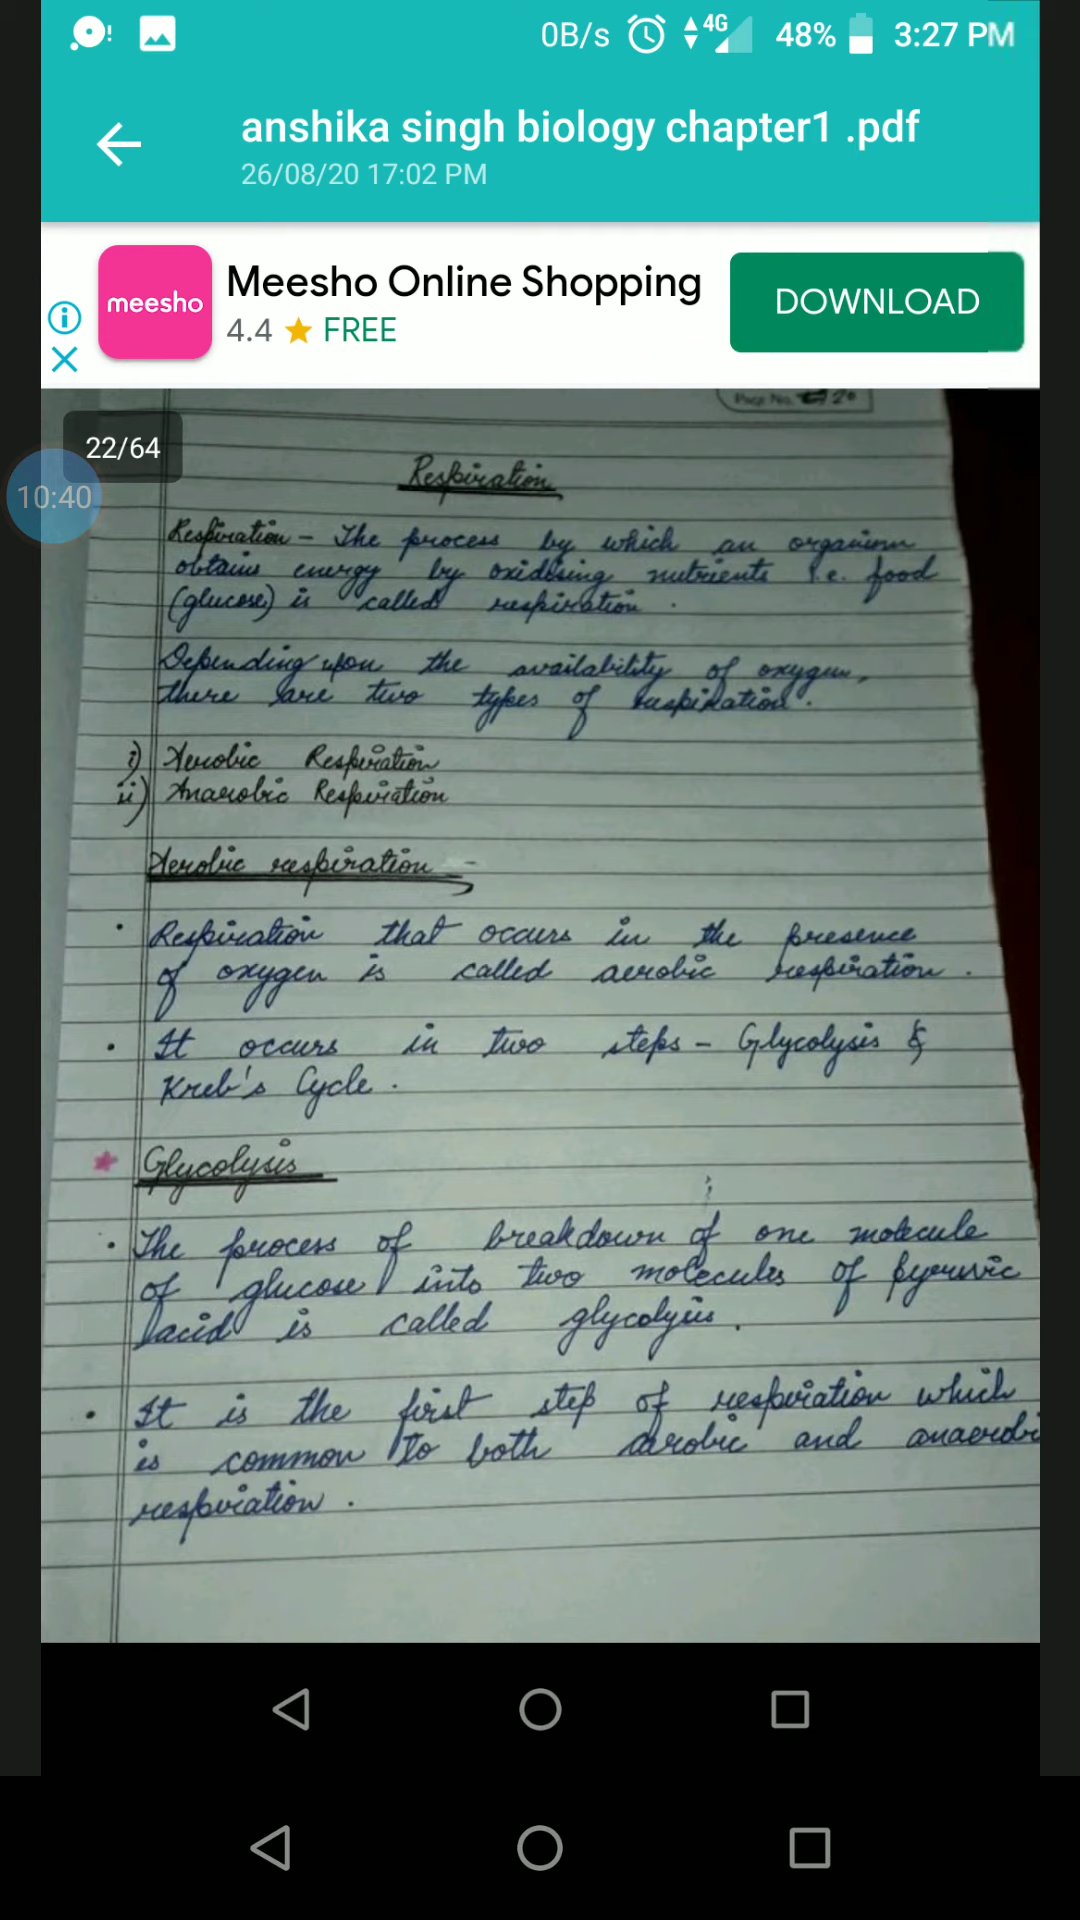 0B/s 4G 48% 3:27 PM
anshika singh biology chapter1 .pdf
26/08/20 17:02 PM
meesho
Meesho Online Shopping
4.4 FREE
DOWNLOAD
Page No. 20
22/64
10:40
Respiration
Respiration – The process by which an organism
obtains energy by oxidising nutrients i.e. food
(glucose) is called respiration .
Depending upon the availability of oxygen,
there are two types of respiration .
i) Aerobic Respiration
ii) Anaerobic Respiration
Aerobic respiration –
· Respiration that occurs in the presence
of oxygen is called aerobic respiration .
· It occurs in two steps – Glycolysis &
Kreb's Cycle .
Glycolysis
· The process of breakdown of one molecule
of glucose into two molecules of pyruvic
acid is called glycolysis .
· It is the first step of respiration which
is common to both aerobic and anaerobi
respiration .